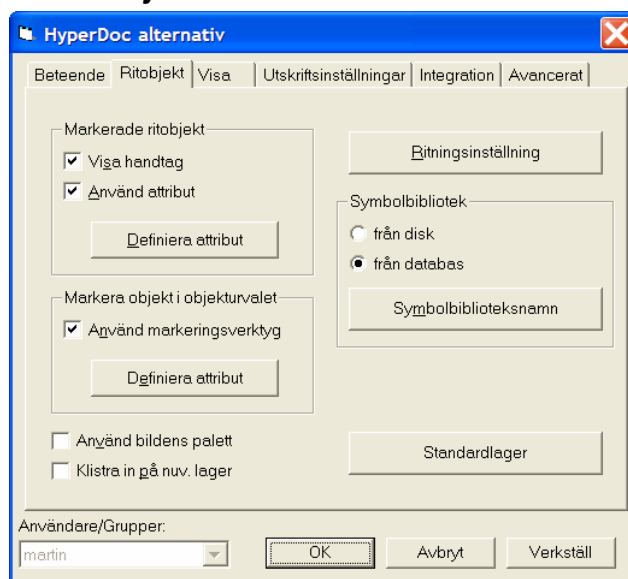 HyperDoc alternativ
Beteende Ritobjekt Visa Utskriftsinställningar Integration Avancerat
Markerade ritobjekt
Visa handtag
Använd attribut
Definiera attribut
Markera objekt i objekturvalet
Använd markeringsverktyg
Definiera attribut
Använd bildens palett
Klistra in på nuv. lager
Ritningsinställning
Symbolbibliotek
från disk
från databas
Symbolbiblioteksnamn
Standardlager
Användare/Grupper:
martin
OK Avbryt Verkställ